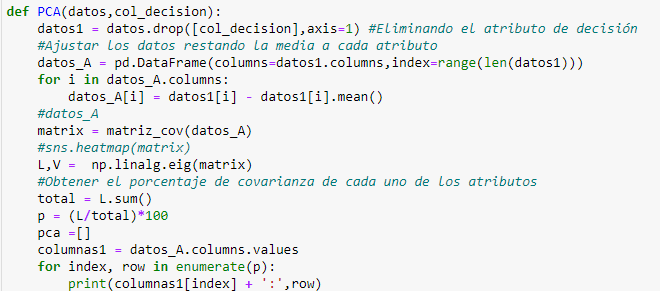 def PCA(datos,col_decision):
    datos1 = datos.drop([col_decision],axis=1) #Eliminando el atributo de decisión
    #Ajustar los datos restando la media a cada atributo
    datos_A = pd.DataFrame(columns=datos1.columns,index=range(len(datos1)))
    for i in datos_A.columns:
        datos_A[i] = datos1[i] - datos1[i].mean()
    #datos_A
    matrix = matriz_cov(datos_A)
    #sns.heatmap(matrix)
    L,V =  np.linalg.eig(matrix)
    #Obtener el porcentaje de covarianza de cada uno de los atributos
    total = L.sum()
    p = (L/total)*100
    pca =[]
    columnas1 = datos_A.columns.values
    for index, row in enumerate(p):
        print(columnas1[index] + ':',row)